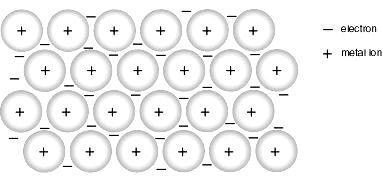 − electron
+ metal ion